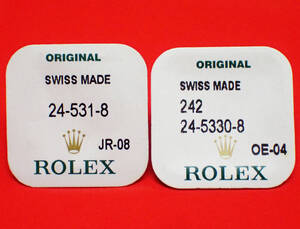 ORIGINAL
SWISS MADE
24-531-8
JR-08
ROLEX
ORIGINAL
SWISS MADE
242
24-5330-8
OE-04
ROLEX